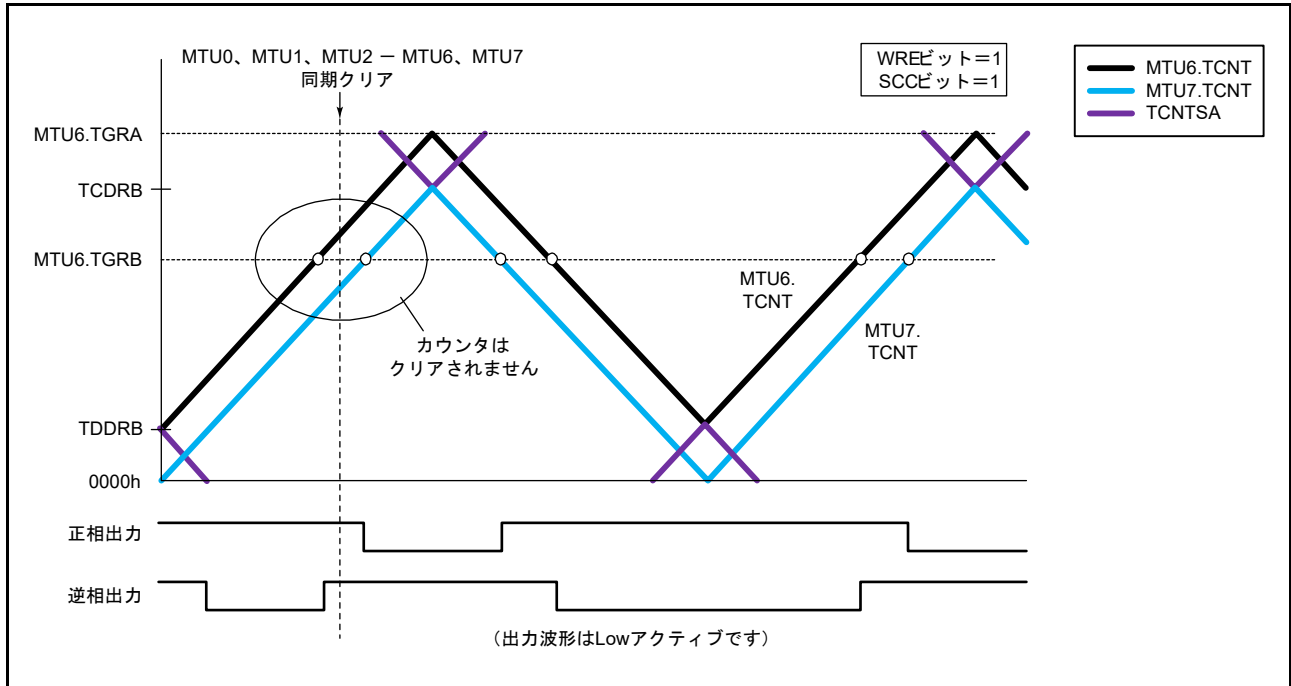 MTU0、MTU1、MTU2 － MTU6、MTU7
同期クリア
WREビット＝1
SCCビット＝1
MTU6.TCNT
MTU7.TCNT
TCNTSA
MTU6.TGRA
TCDRB
MTU6.TGRB
MTU6.
TCNT
MTU7.
TCNT
カウンタは
クリアされません
TDDRB
0000h
正相出力
逆相出力
（出力波形はLowアクティブです）